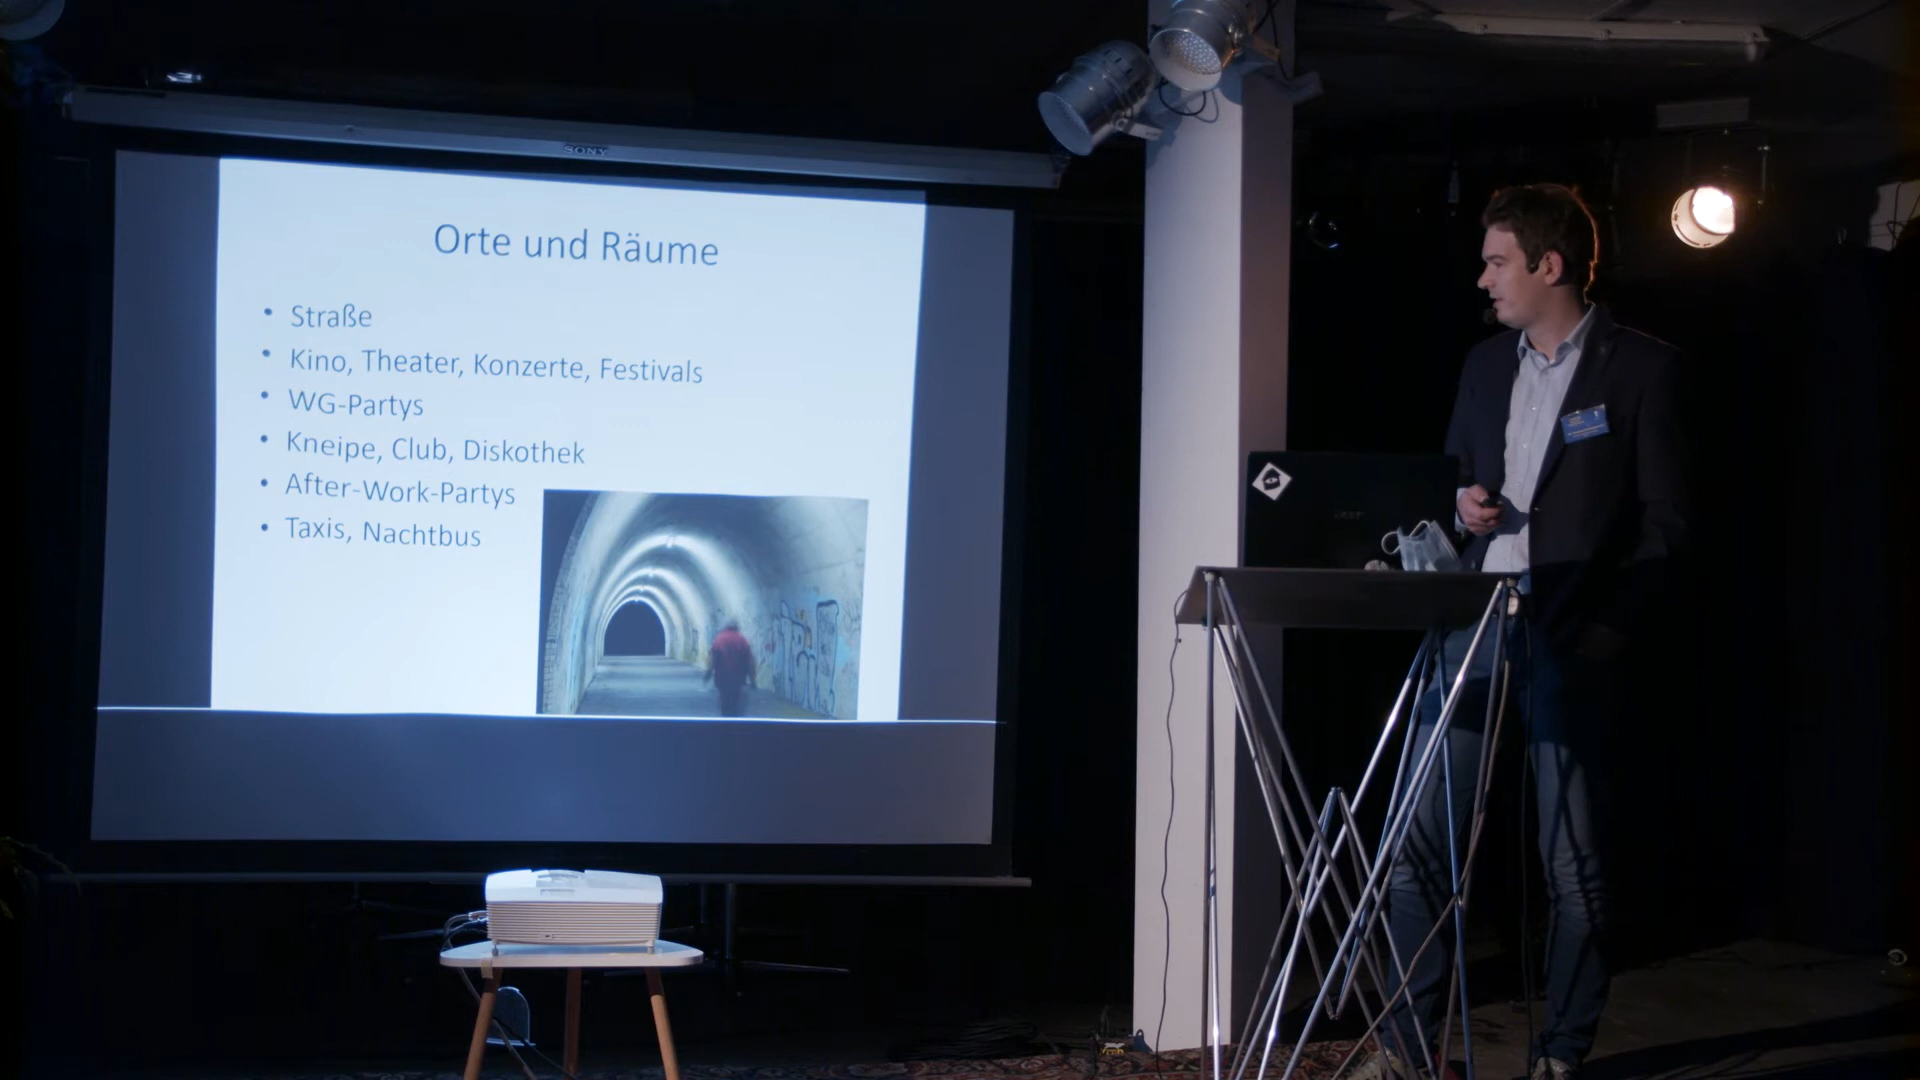 SONY
Orte und Räume
• Straße
• Kino, Theater, Konzerte, Festivals
• WG-Partys
• Kneipe, Club, Diskothek
• After-Work-Partys
• Taxis, Nachtbus
acer